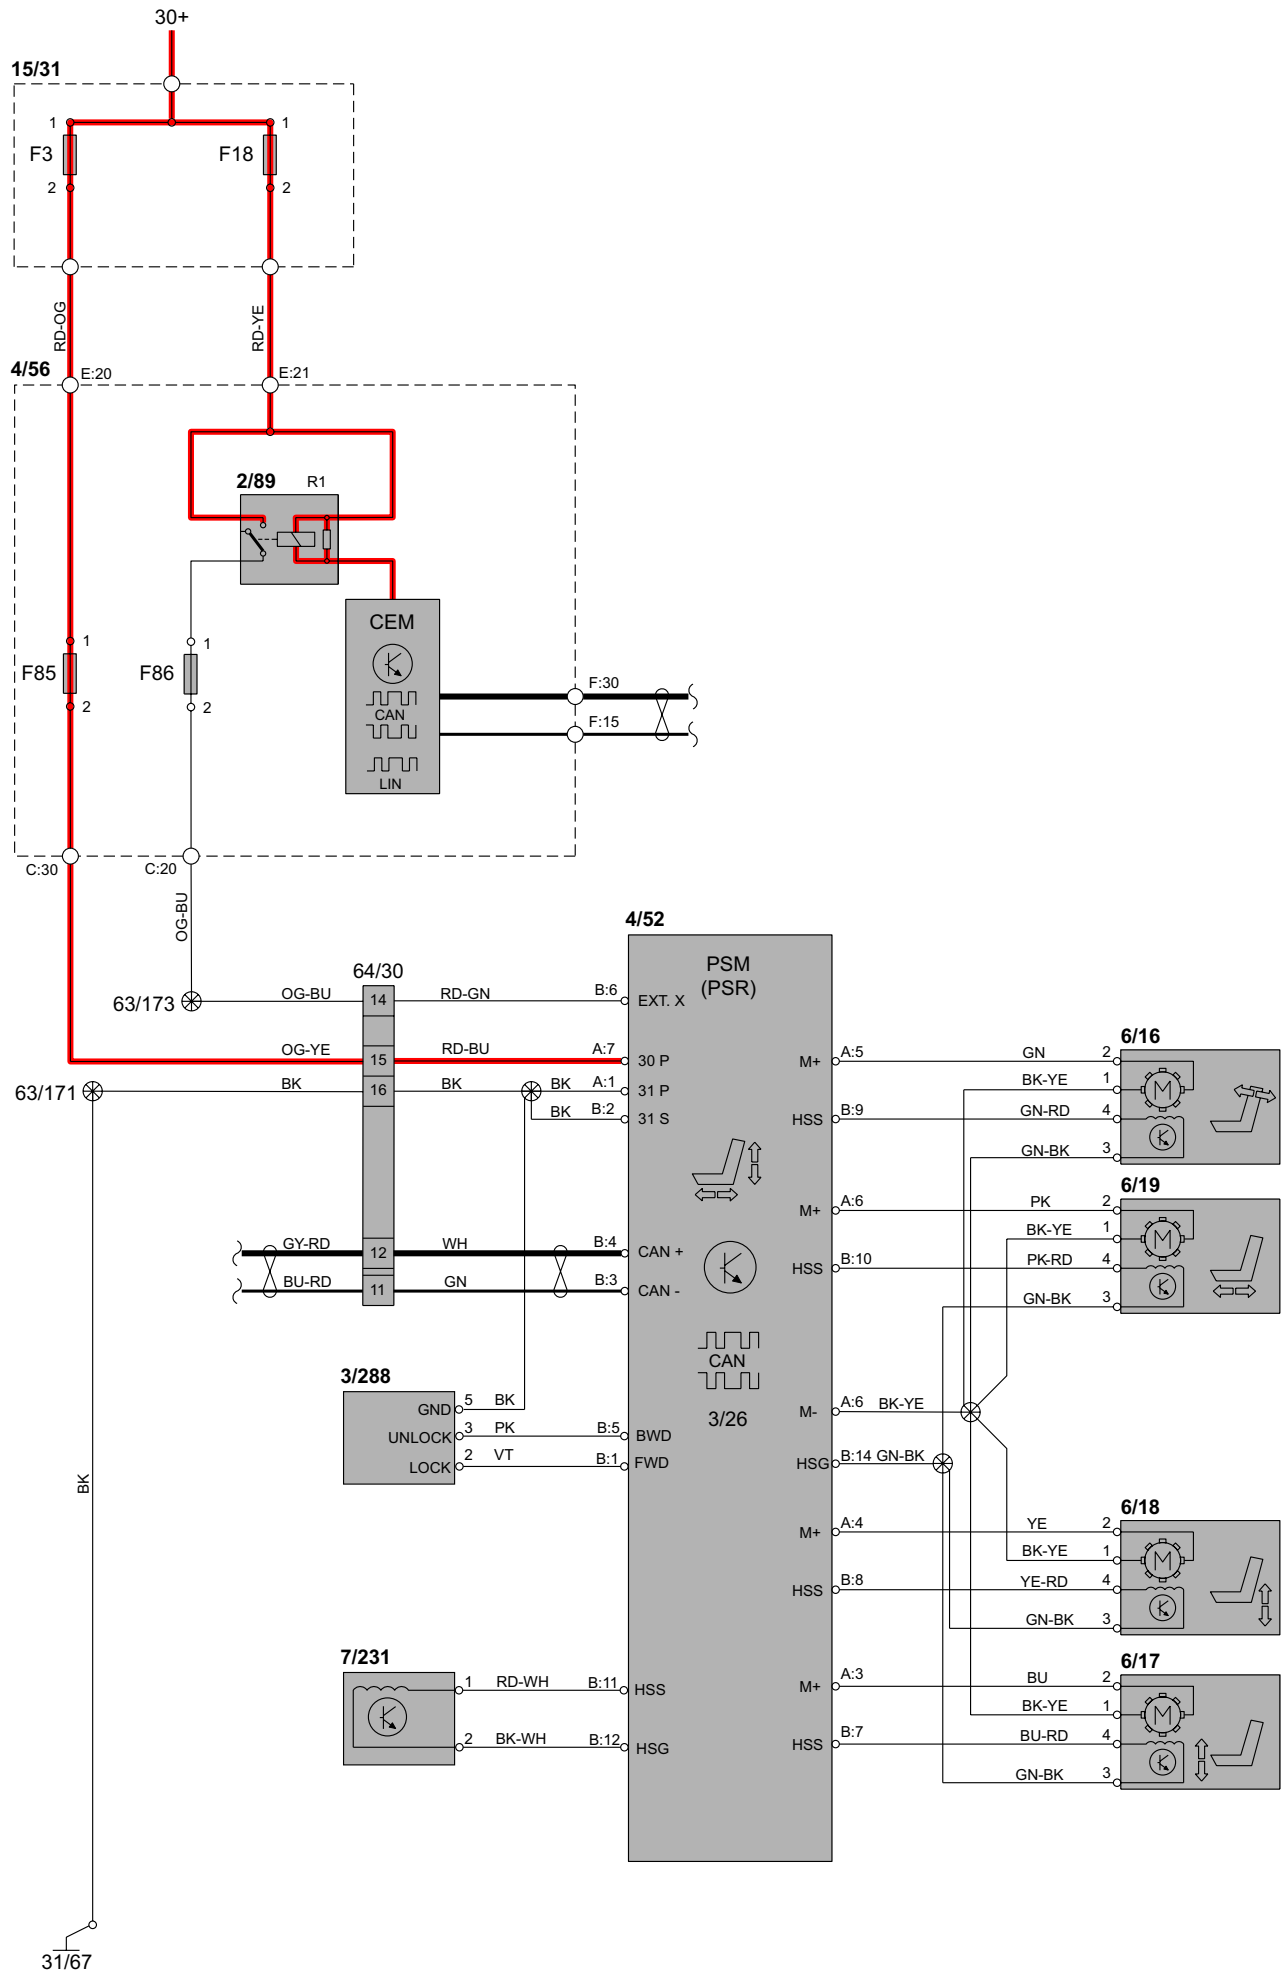 30+
15/31
1 1
F3 F18
2 2
RD-OG RD-YE
4/56 E:20 E:21
2/89 R1
CEM
1 1
F85 F86
2 2
F:30
CAN
F:15
LIN
C:30 C:20
OG-BU
4/52
PSM
(PSR)
64/30
63/173 OG-BU 14 RD-GN B:6 EXT. X
OG-YE 15 RD-BU A:7 30 P
63/171 BK 16 BK BK A:1 31 P
BK B:2 31 S
GY-RD 12 WH B:4 CAN +
BU-RD 11 GN B:3 CAN -
CAN
3/26
3/288
GND 5 BK
UNLOCK 3 PK B:5 BWD
LOCK 2 VT B:1 FWD
BK
7/231
1 RD-WH B:11 HSS
2 BK-WH B:12 HSG
31/67
6/16
M+ A:5 GN 2
BK-YE 1 M
HSS B:9 GN-RD 4
GN-BK 3
6/19
M+ A:6 PK 2
BK-YE 1 M
HSS B:10 PK-RD 4
GN-BK 3
M- A:6 BK-YE
HSG B:14 GN-BK
6/18
M+ A:4 YE 2
BK-YE 1 M
HSS B:8 YE-RD 4
GN-BK 3
6/17
M+ A:3 BU 2
BK-YE 1 M
HSS B:7 BU-RD 4
GN-BK 3